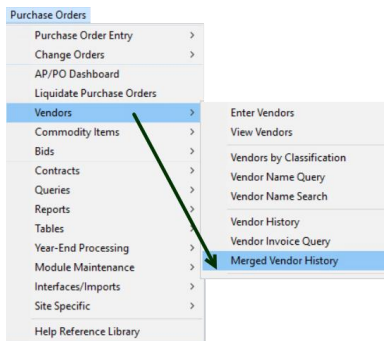 Purchase Orders
Purchase Order Entry >
Change Orders >
AP/PO Dashboard
Liquidate Purchase Orders
Vendors >
Commodity Items >
Bids >
Contracts >
Queries >
Reports >
Tables >
Year-End Processing >
Module Maintenance >
Interfaces/Imports >
Site Specific >
Help Reference Library
Enter Vendors
View Vendors
Vendors by Classification
Vendor Name Query
Vendor Name Search
Vendor History
Vendor Invoice Query
Merged Vendor History